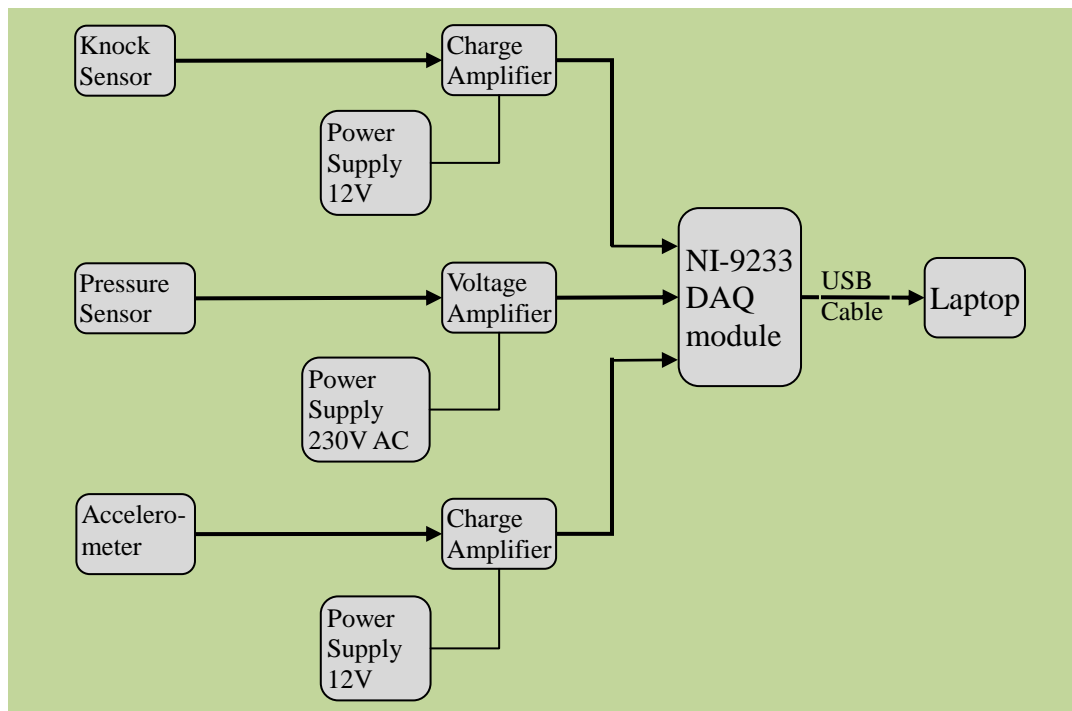 Knock
Sensor
Charge
Amplifier
Power
Supply
12V
Pressure
Sensor
Voltage
Amplifier
Power
Supply
230V AC
NI-9233
DAQ
module
USB
Cable
Laptop
Accelero-
meter
Charge
Amplifier
Power
Supply
12V